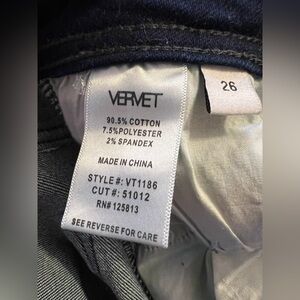 VERVET
90.5% COTTON
7.5% POLYESTER
2% SPANDEX
MADE IN CHINA
STYLE #: VT1186
CUT #: 51012
RN# 125813
SEE REVERSE FOR CARE
26